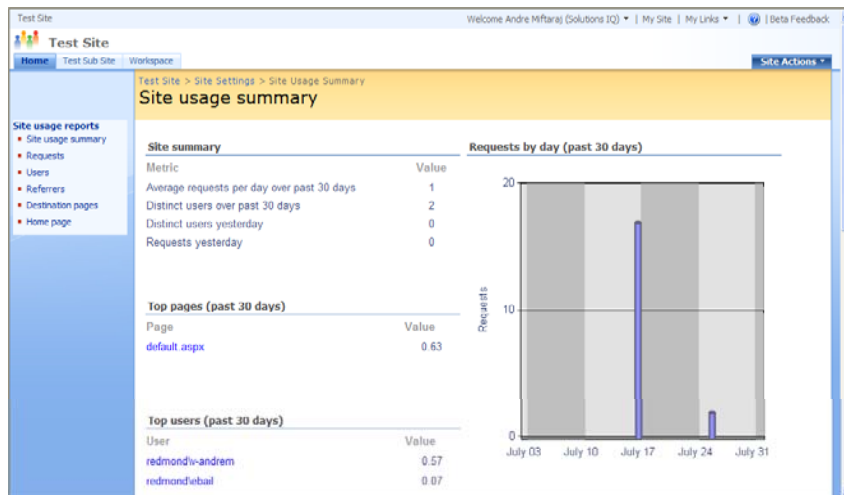 Test Site
Welcome Andre Miftaraj (Solutions IQ) | My Site | My Links | | Beta Feedback
Test Site
Home Test Sub Site Workspace
Site Actions
Test Site > Site Settings > Site Usage Summary
Site usage summary
Site usage reports
Site usage summary
Requests
Users
Referrers
Destination pages
Home page
Site summary
Metric Value
Average requests per day over past 30 days 1
Distinct users over past 30 days 2
Distinct users yesterday 0
Requests yesterday 0
Top pages (past 30 days)
Page Value
default.aspx 0.63
Top users (past 30 days)
User Value
redmond\v-andrem 0.57
redmond\ebail 0.07
Requests by day (past 30 days)
20
10
0
Requests
July 03 July 10 July 17 July 24 July 31